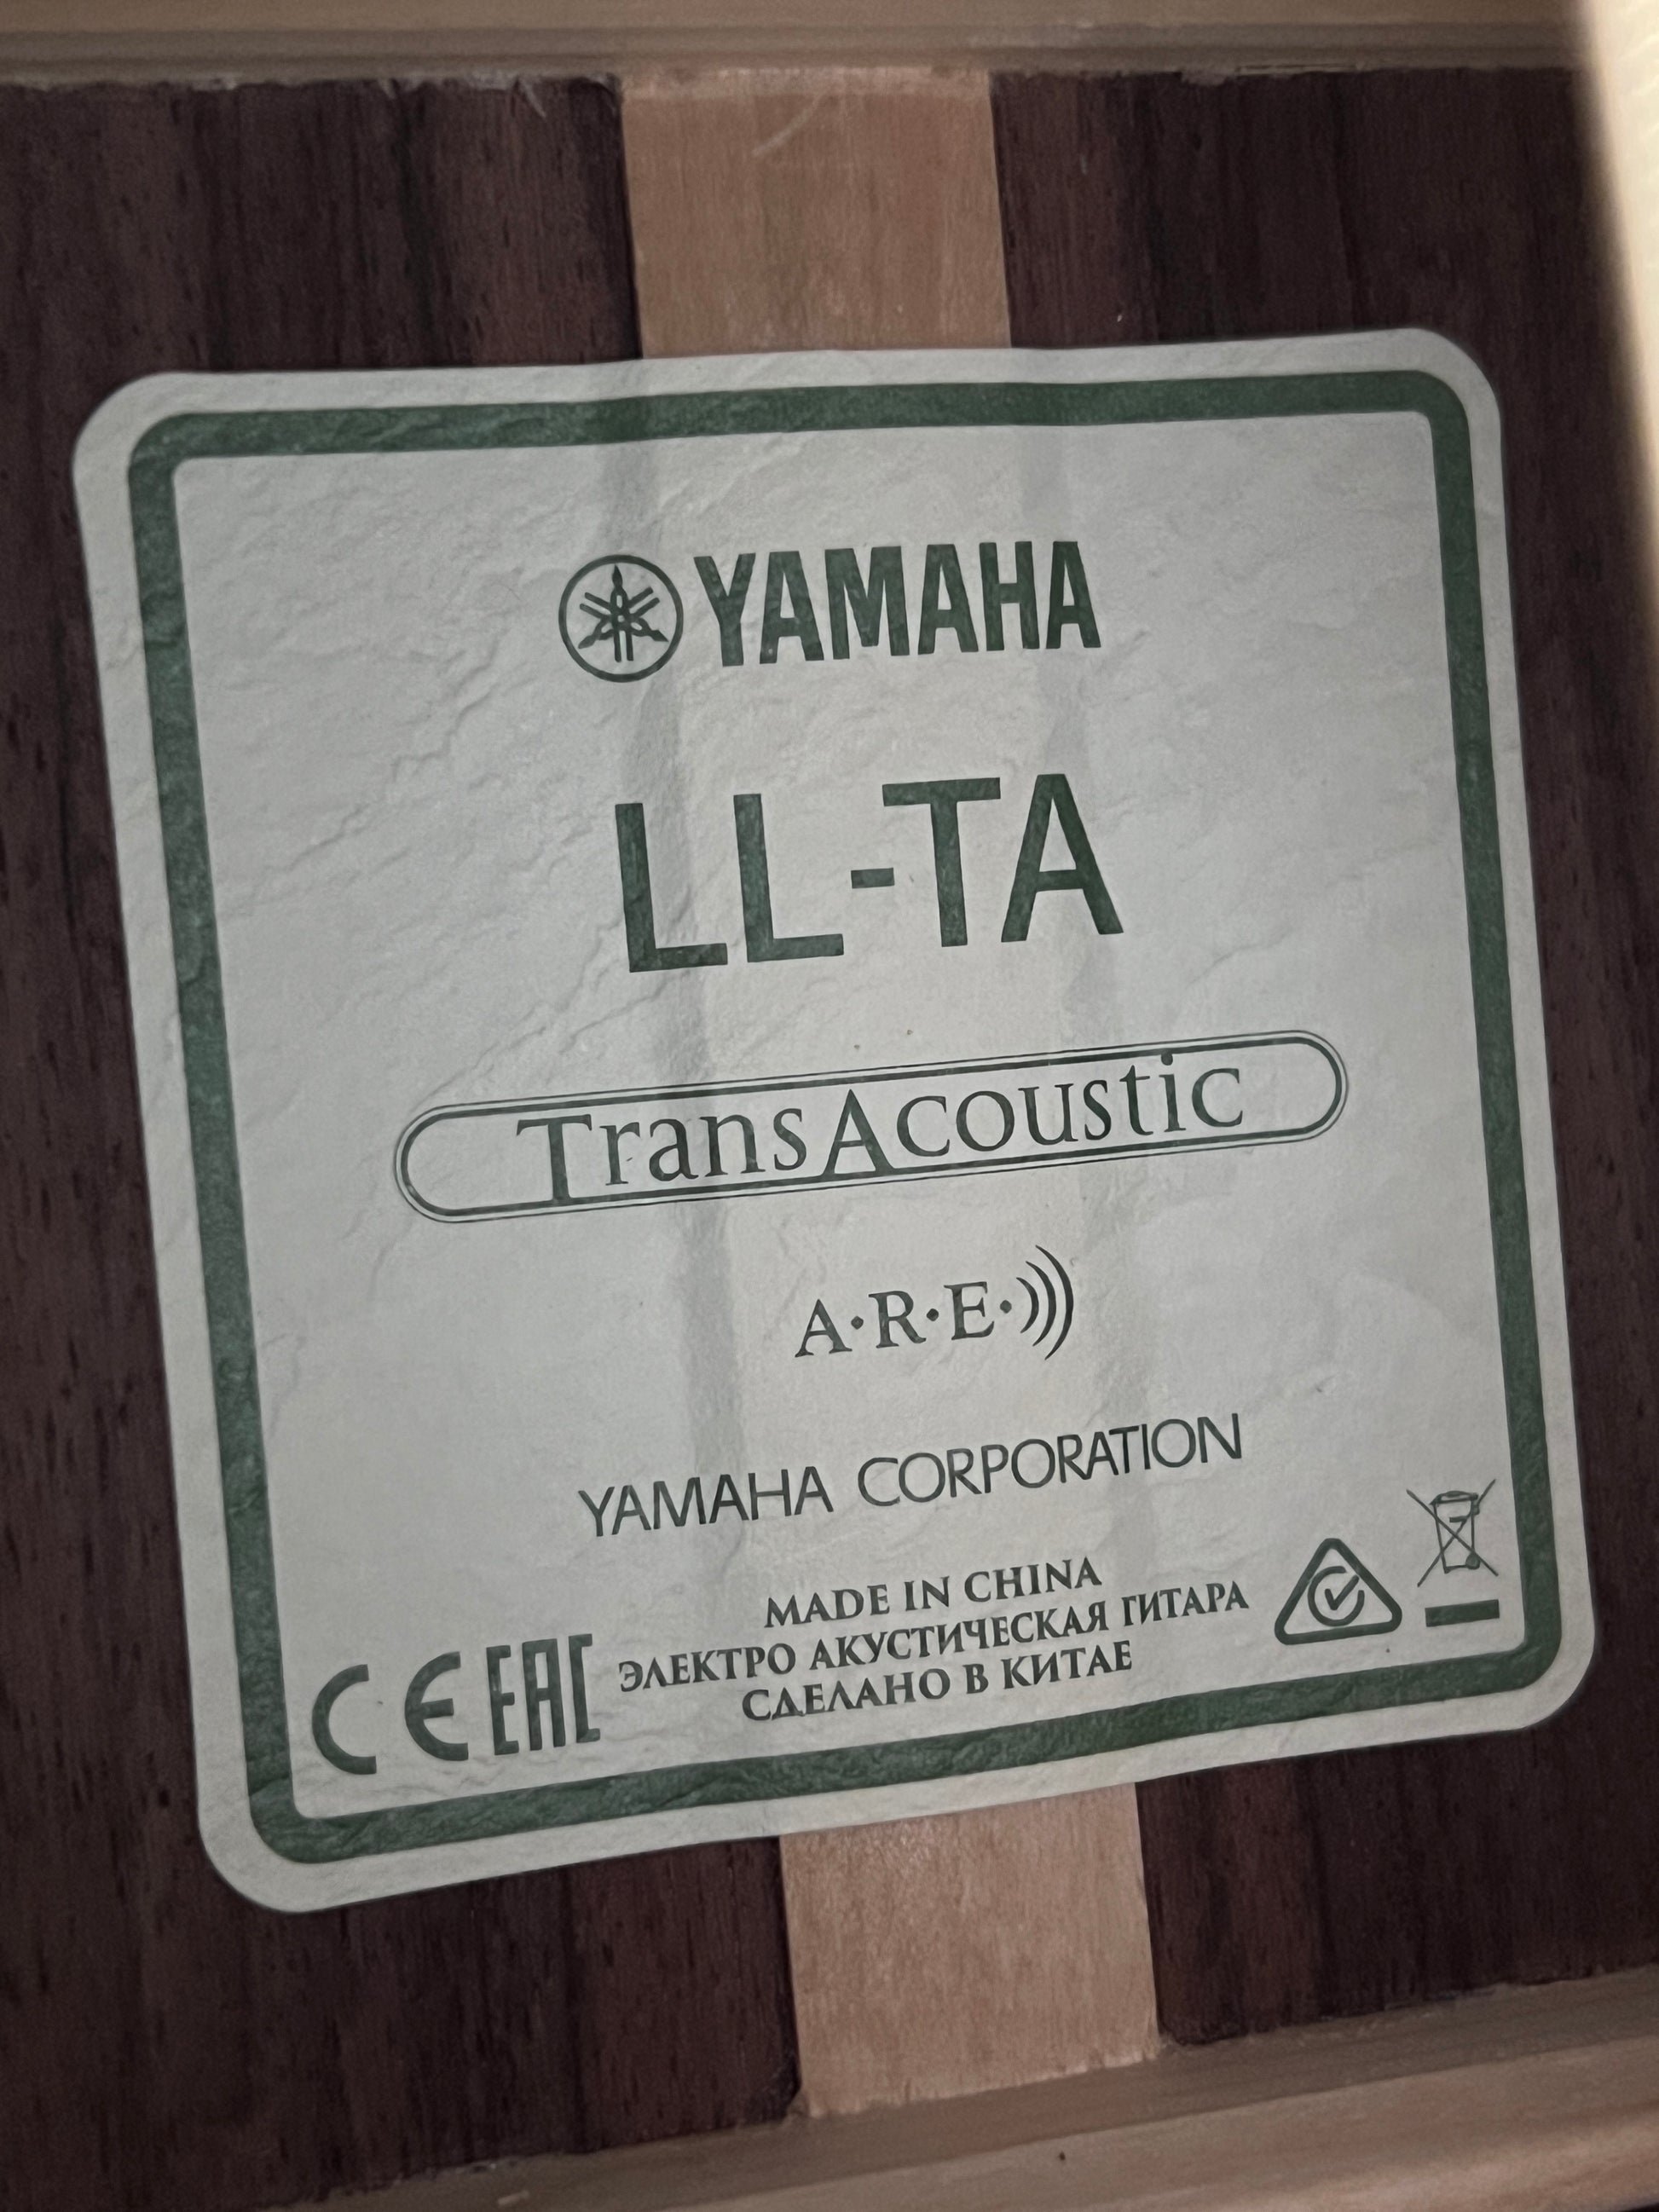 YAMAHA
LL-TA
TransAcoustic
A·R·E·)))
YAMAHA CORPORATION
MADE IN CHINA
ЭЛЕКТРО АКУСТИЧЕСКАЯ ГИТАРА
СДЕЛАНО В КИТАЕ
CE EAC